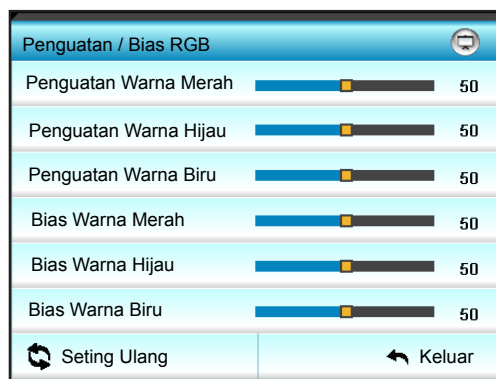 Penguatan / Bias RGB
Penguatan Warna Merah 50
Penguatan Warna Hijau 50
Penguatan Warna Biru 50
Bias Warna Merah 50
Bias Warna Hijau 50
Bias Warna Biru 50
Seting Ulang Keluar